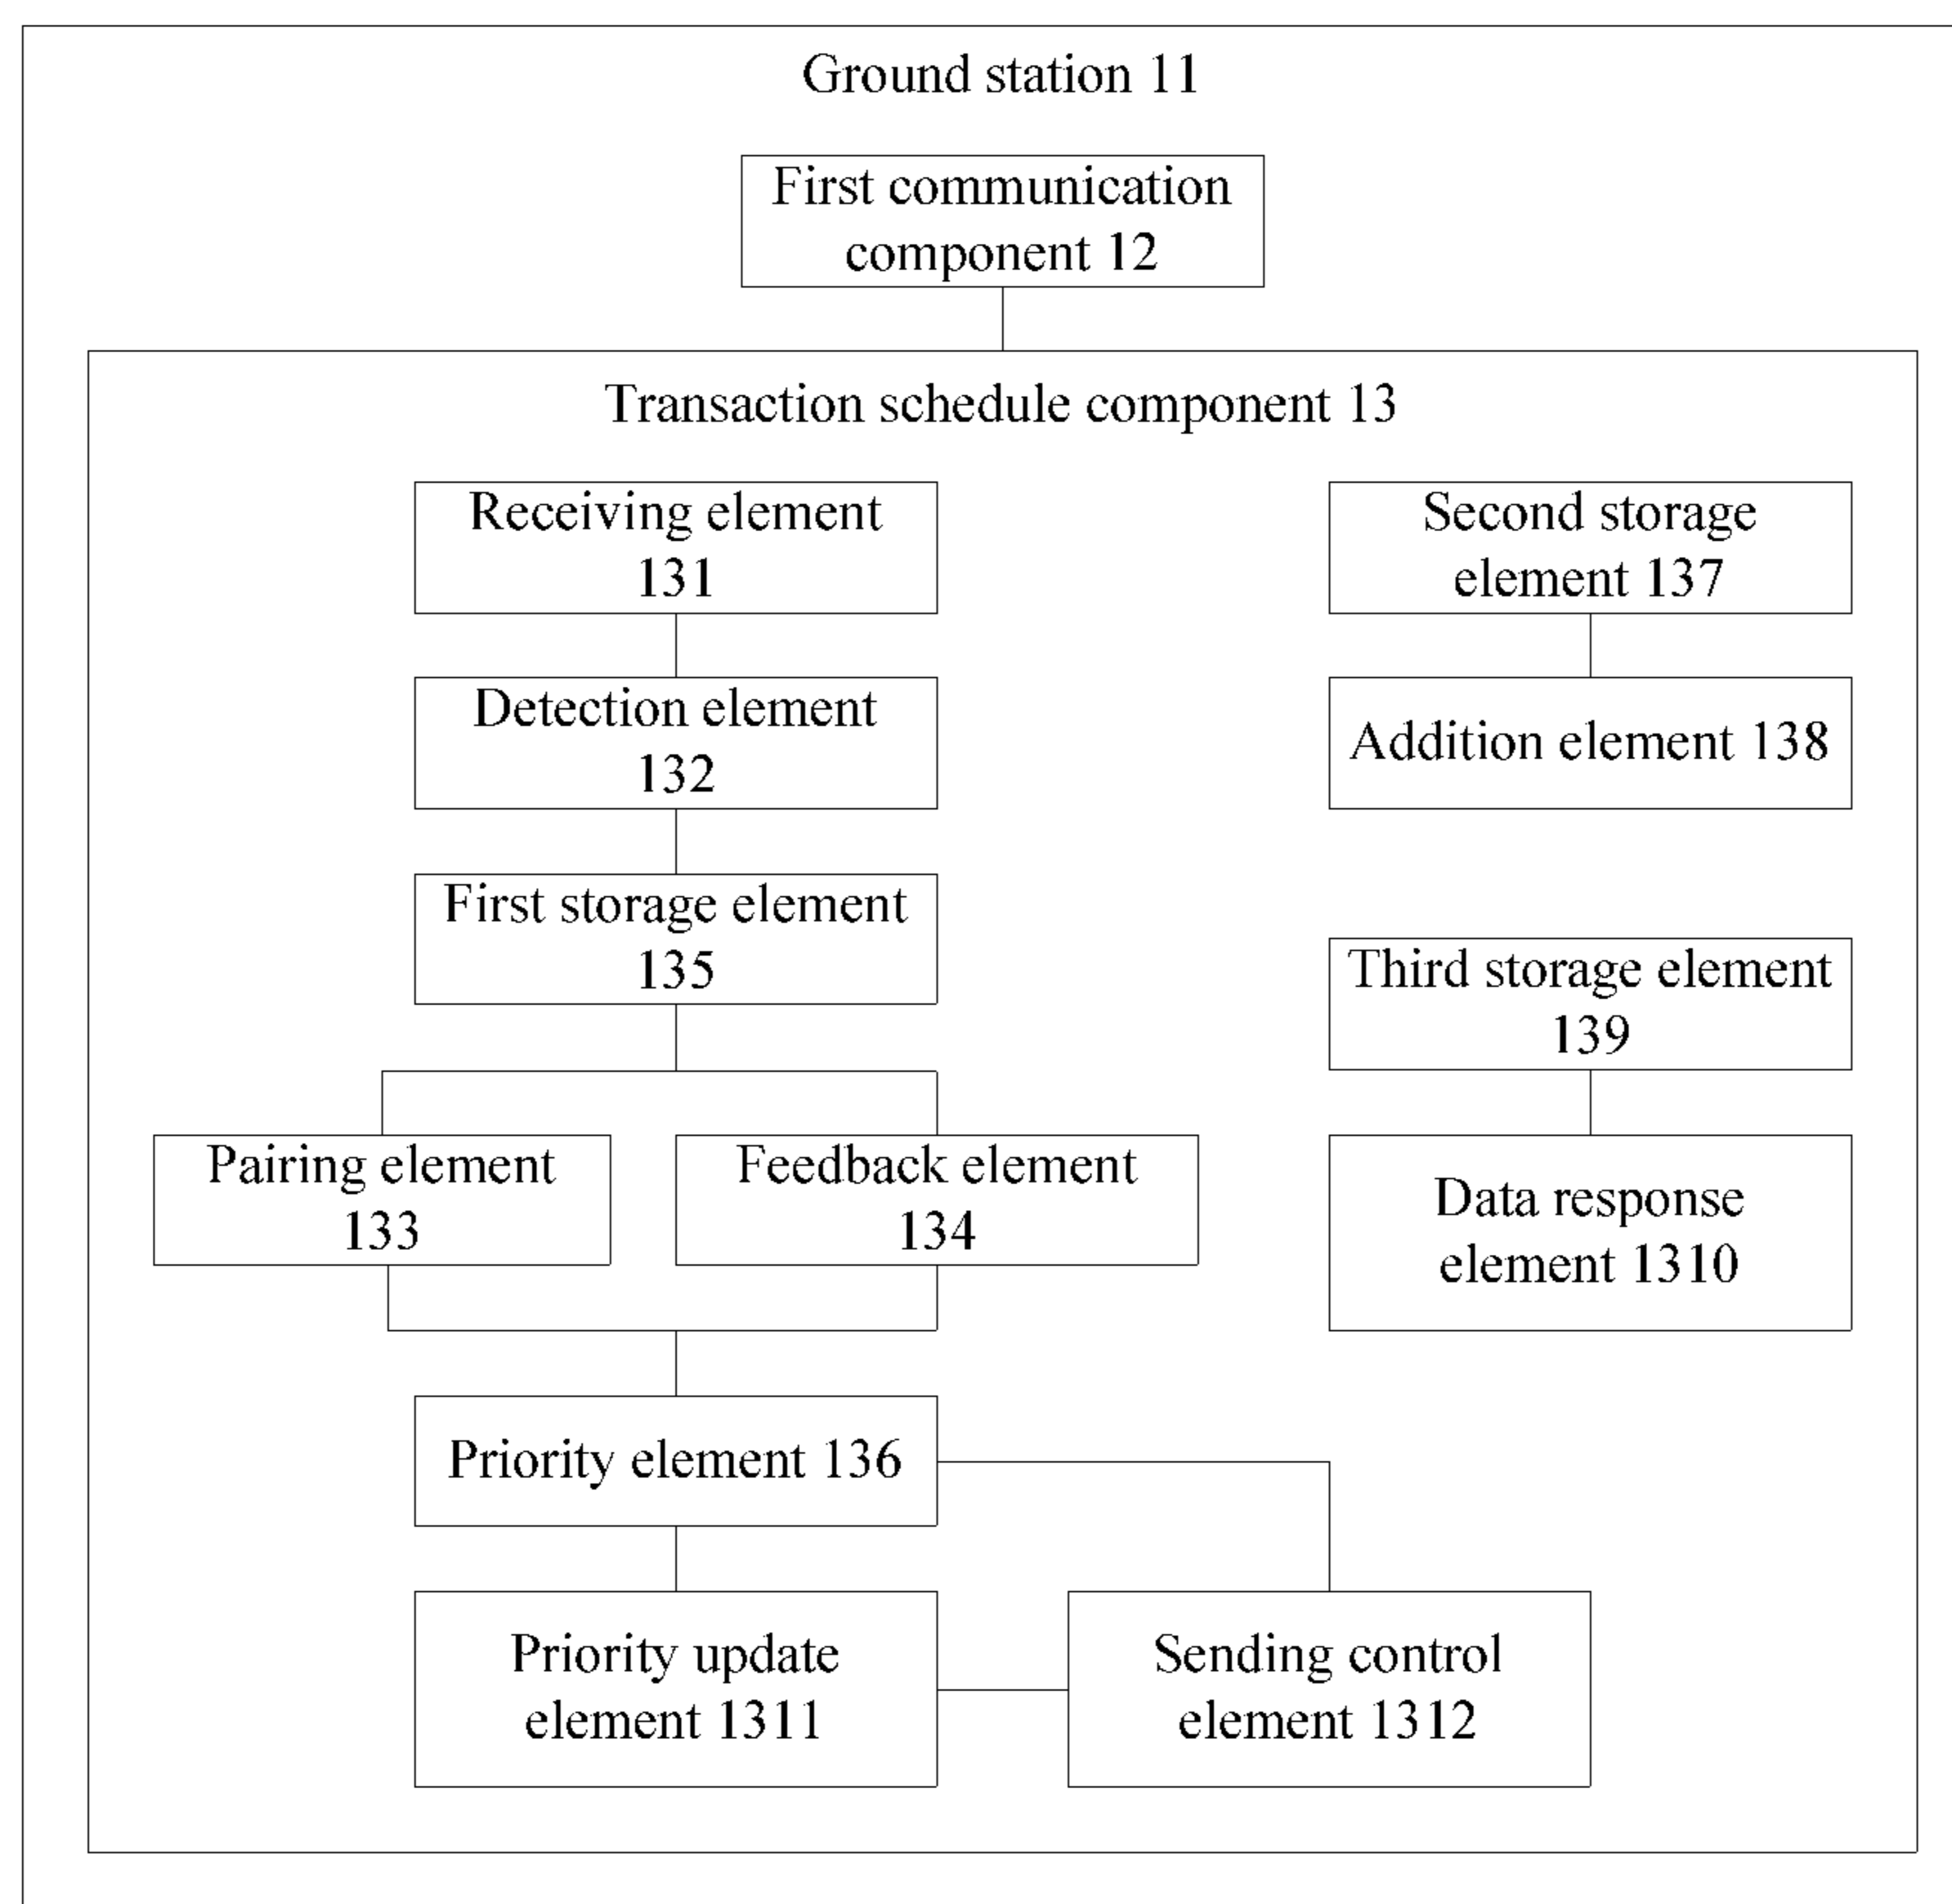 Ground station 11
First communication
component 12
Transaction schedule component 13
Receiving element
131
Second storage
element 137
Detection element
132
Addition element 138
First storage element
135
Third storage element
139
Pairing element
133
Feedback element
134
Data response
element 1310
Priority element 136
Priority update
element 1311
Sending control
element 1312